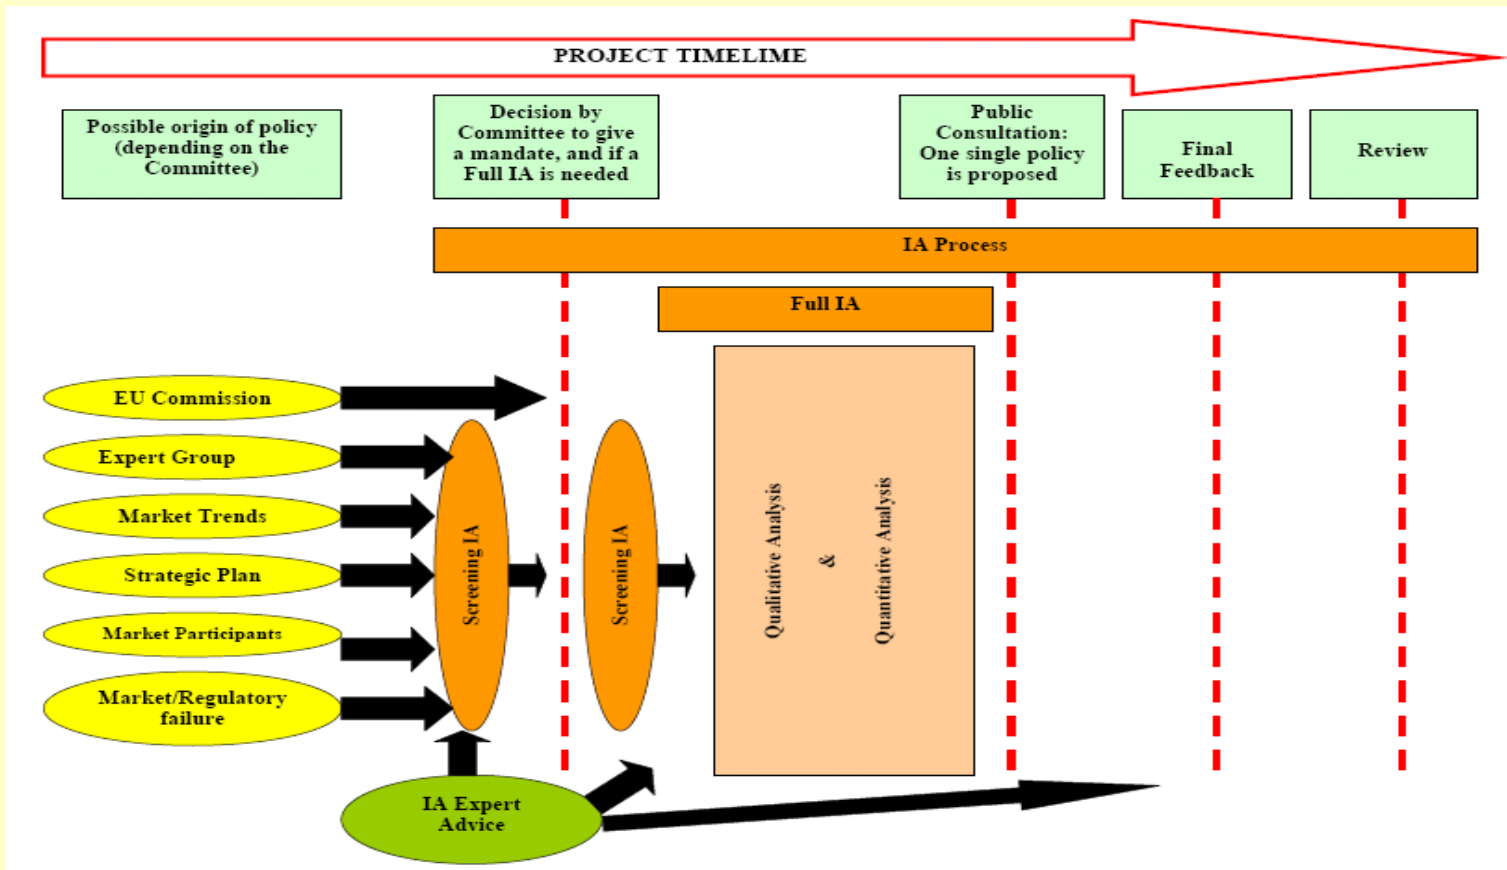 PROJECT TIMELIME
Possible origin of policy
(depending on the
Committee)
Decision by
Committee to give
a mandate, and if a
Full IA is needed
Public
Consultation:
One single policy
is proposed
Final
Feedback
Review
IA Process
Full IA
EU Commission
Expert Group
Market Trends
Strategic Plan
Market Participants
Market/Regulatory
failure
Screening IA
Screening IA
Qualitative Analysis
&
Quantitative Analysis
IA Expert
Advice